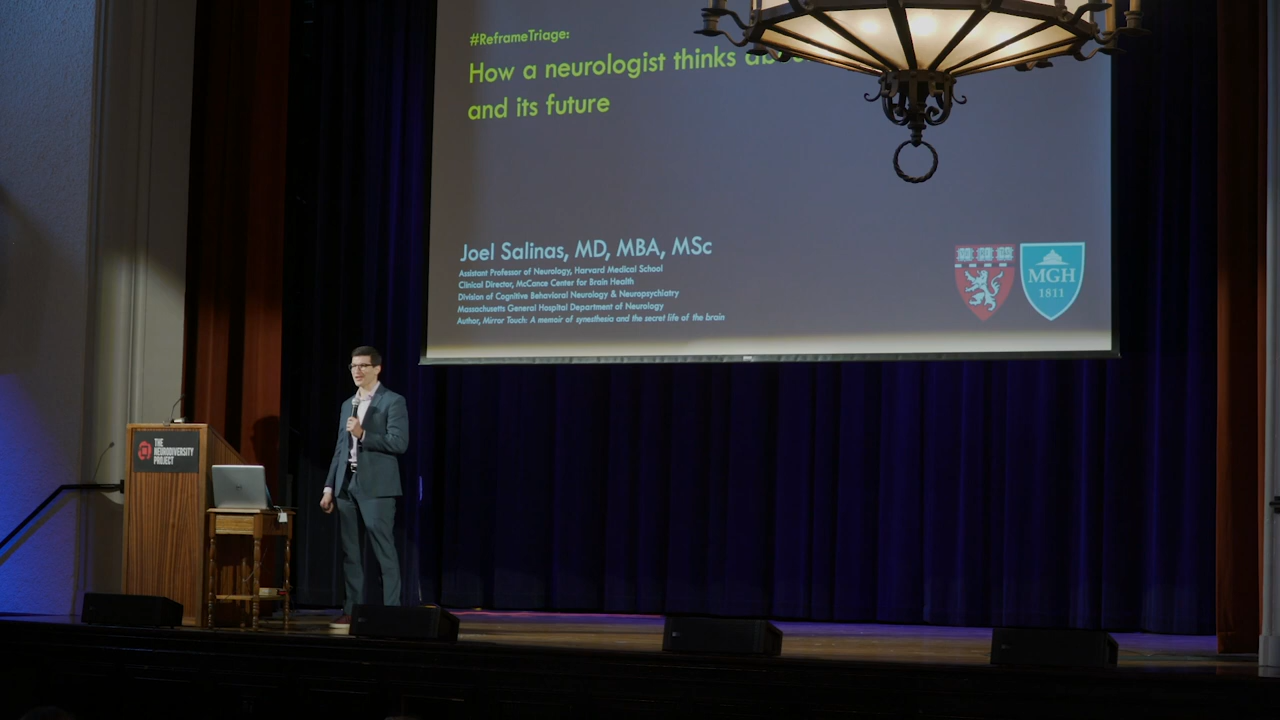 #ReframeTriage:
How a neurologist thinks
and its future
Joel Salinas, MD, MBA, MSc
Assistant Professor of Neurology, Harvard Medical School
Clinical Director, McCance Center for Brain Health
Division of Cognitive Behavioral Neurology & Neuropsychiatry
Massachusetts General Hospital Department of Neurology
Author, Mirror Touch: A memoir of synesthesia and the secret life of the brain
MGH
1811
THE
NEURODIVERSITY
PROJECT